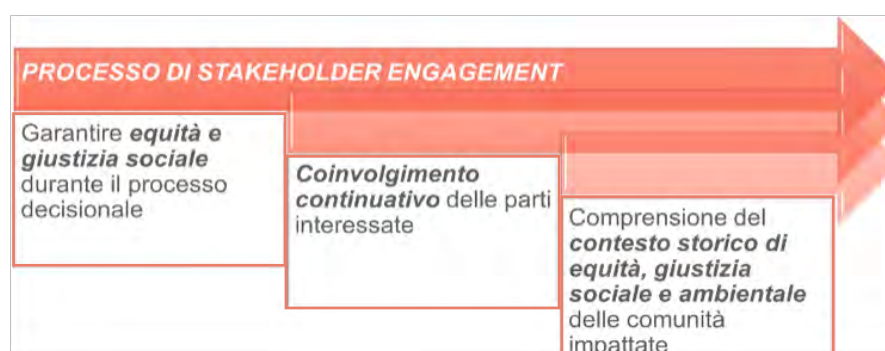 PROCESSO DI STAKEHOLDER ENGAGEMENT
Garantire equità e
giustizia sociale
durante il processo
decisionale
Coinvolgimento
continuativo delle parti
interessate
Comprensione del
contesto storico di
equità, giustizia
sociale e ambientale
delle comunità
impattate